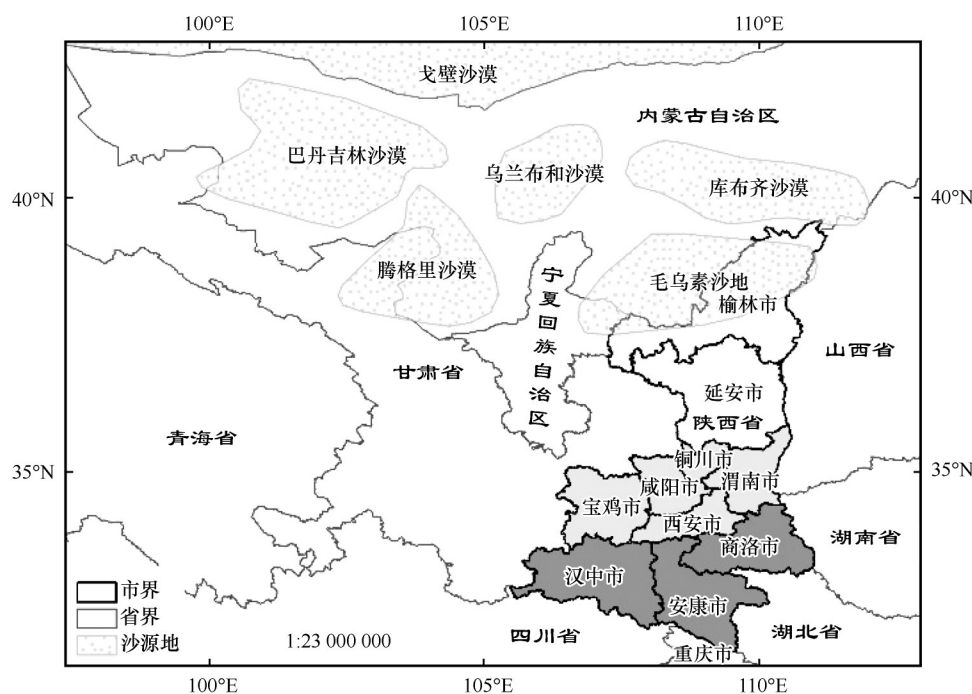 100°E 105°E 110°E
戈壁沙漠
内蒙古自治区
巴丹吉林沙漠
乌兰布和沙漠
库布齐沙漠
40°N 40°N
腾格里沙漠
宁夏回族自治区
毛乌素沙地
榆林市
山西省
甘肃省
延安市
陕西省
青海省
铜川市
35°N 35°N
咸阳市
渭南市
宝鸡市
西安市
商洛市
湖南省
汉中市
安康市
市界
省界
沙源地
1:23 000 000
四川省
湖北省
重庆市
100°E 105°E 110°E